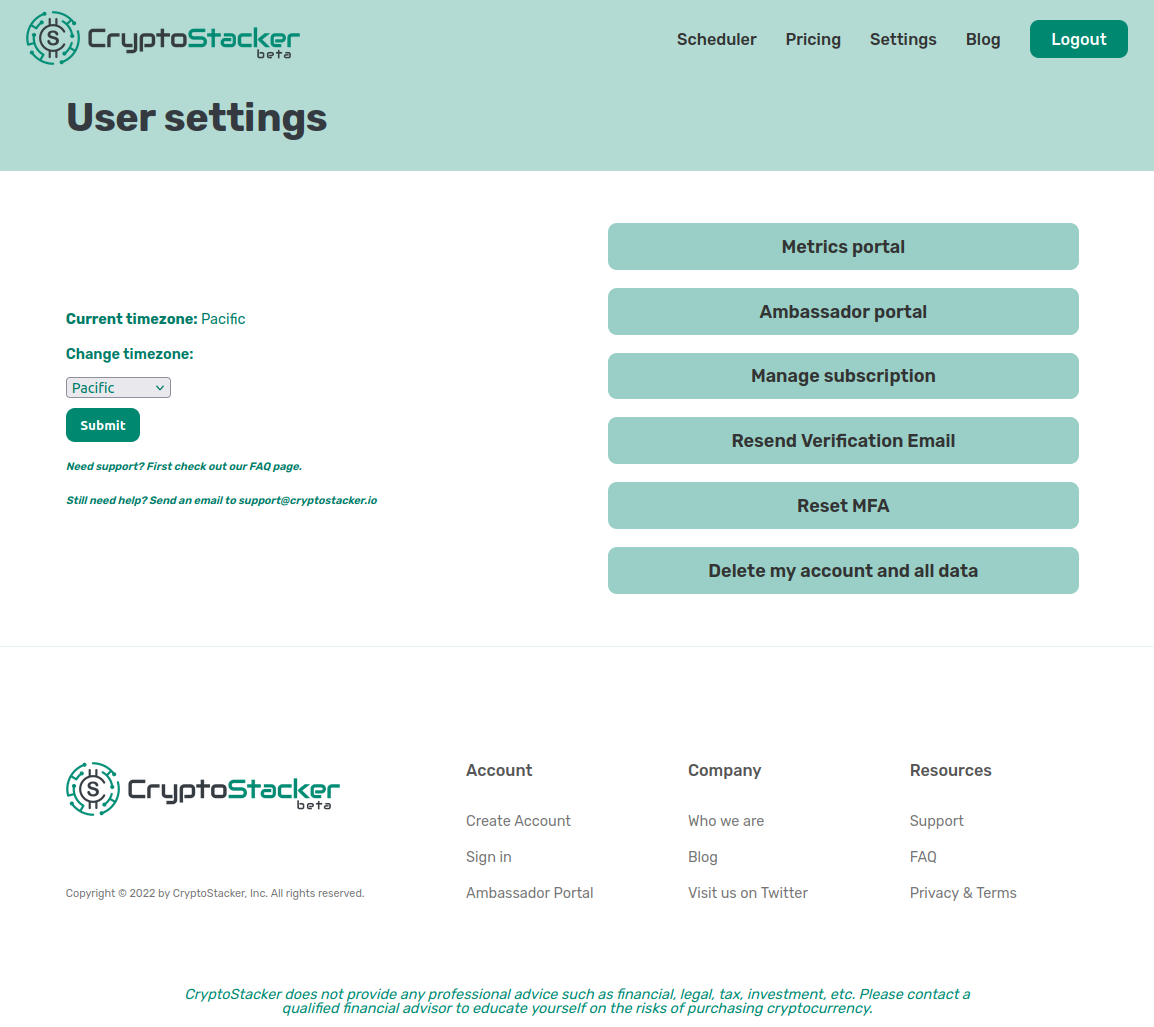 CryptoStacker
beta
Scheduler
Pricing
Settings
Blog
Logout
User settings
Current timezone: Pacific
Change timezone:
Pacific
Submit
Need support? First check out our FAQ page.
Still need help? Send an email to support@cryptostacker.io
Metrics portal
Ambassador portal
Manage subscription
Resend Verification Email
Reset MFA
Delete my account and all data
CryptoStacker
beta
Copyright © 2022 by CryptoStacker, Inc. All rights reserved.
Account
Create Account
Sign in
Ambassador Portal
Company
Who we are
Blog
Visit us on Twitter
Resources
Support
FAQ
Privacy & Terms
CryptoStacker does not provide any professional advice such as financial, legal, tax, investment, etc. Please contact a
qualified financial advisor to educate yourself on the risks of purchasing cryptocurrency.